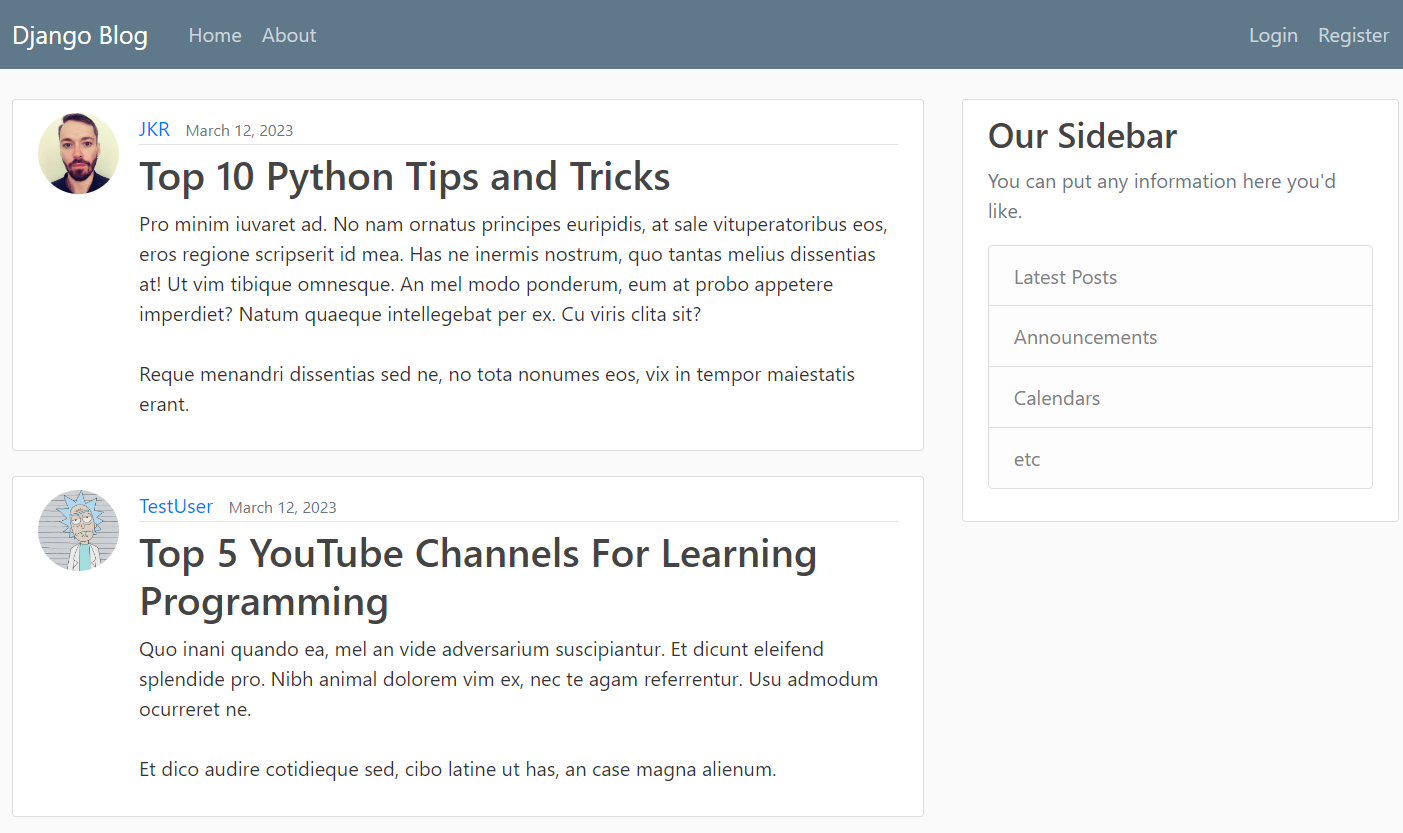 Django Blog Home About Login Register
JKR March 12, 2023
Top 10 Python Tips and Tricks
Pro minim iuvaret ad. No nam ornatus principes euripidis, at sale vituperatoribus eos,
eros regione scripserit id mea. Has ne inermis nostrum, quo tantas melius dissentias
at! Ut vim tibique omnesque. An mel modo ponderum, eum at probo appetere
imperdiet? Natum quaeque intellegebat per ex. Cu viris clita sit?
Reque menandri dissentias sed ne, no tota nonumes eos, vix in tempor maiestatis
erant.
TestUser March 12, 2023
Top 5 YouTube Channels For Learning
Programming
Quo inani quando ea, mel an vide adversarium suscipiantur. Et dicunt eleifend
splendide pro. Nibh animal dolorem vim ex, nec te agam referrentur. Usu admodum
ocurreret ne.
Et dico audire cotidieque sed, cibo latine ut has, an case magna alienum.
Our Sidebar
You can put any information here you'd
like.
Latest Posts
Announcements
Calendars
etc